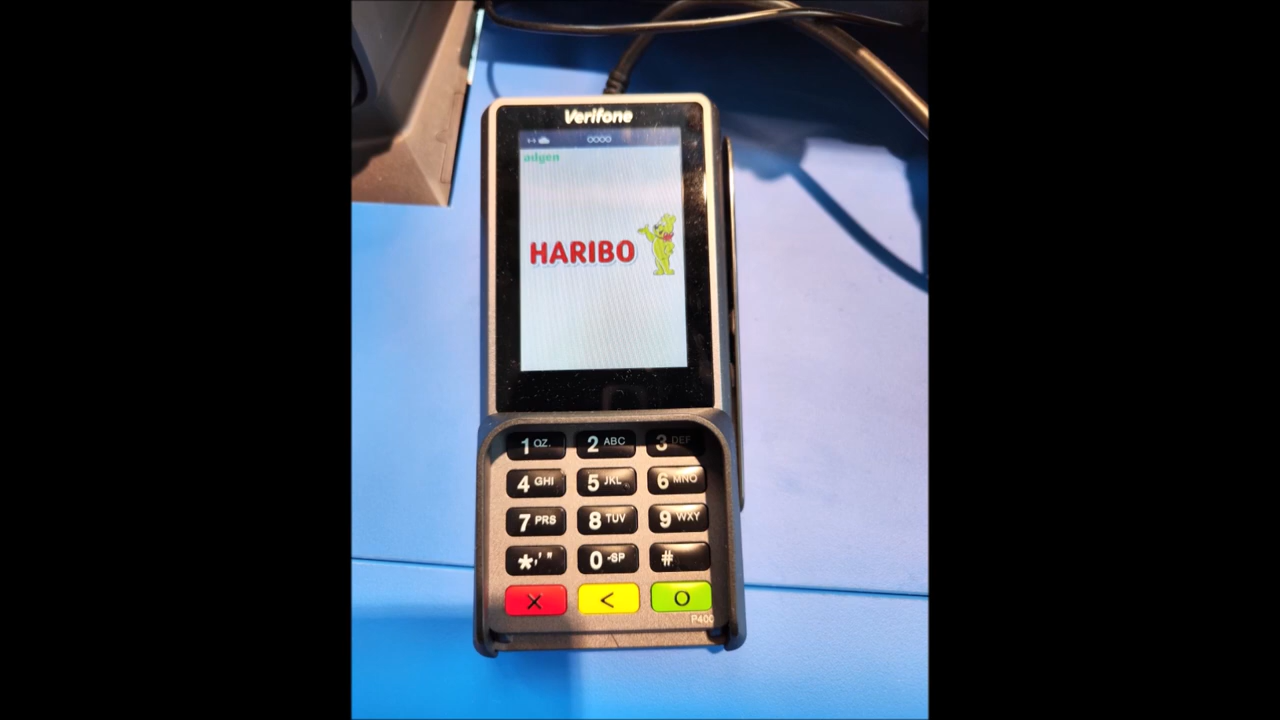 Verifone
adgen
HARIBO
1 QZ.
2 ABC
3 DEF
4 GHI
5 JKL
6 MNO
7 PRS
8 TUV
9 WXY
*,'"
0 -SP
#
X
<
O
P400